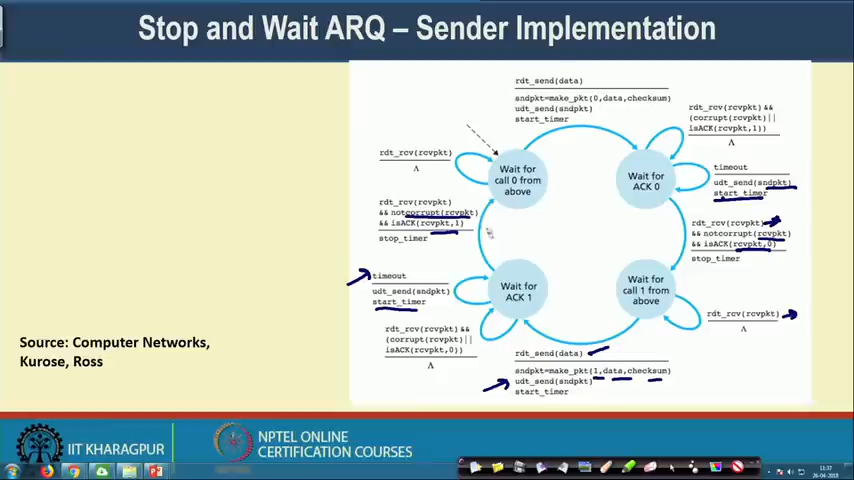 Stop and Wait ARQ – Sender Implementation
rdt_send(data)
sndpkt=make_pkt(0,data,checksum)
udt_send(sndpkt)
start_timer
rdt_rcv(rcvpkt) &&
(corrupt(rcvpkt)||
isACK(rcvpkt,1))
Λ
rdt_rcv(rcvpkt)
Λ
Wait for
call 0 from
above
Wait for
ACK 0
timeout
udt_send(sndpkt)
start_timer
rdt_rcv(rcvpkt)
&& notcorrupt(rcvpkt)
&& isACK(rcvpkt,1)
stop_timer
rdt_rcv(rcvpkt)
&& notcorrupt(rcvpkt)
&& isACK(rcvpkt,0)
stop_timer
timeout
udt_send(sndpkt)
start_timer
Wait for
ACK 1
Wait for
call 1 from
above
rdt_rcv(rcvpkt)
Λ
rdt_rcv(rcvpkt) &&
(corrupt(rcvpkt)||
isACK(rcvpkt,0))
Λ
rdt_send(data)
sndpkt=make_pkt(1,data,checksum)
udt_send(sndpkt)
start_timer
Source: Computer Networks,
Kurose, Ross
IIT KHARAGPUR
NPTEL ONLINE
CERTIFICATION COURSES
11:37
26-04-2018